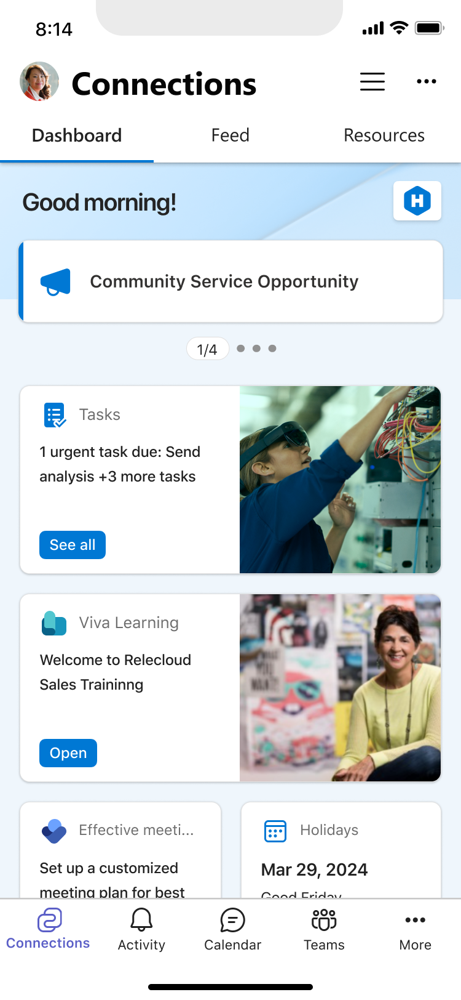 8:14
Connections
Dashboard
Feed
Resources
Good morning!
H
Community Service Opportunity
1/4
Tasks
1 urgent task due: Send
analysis +3 more tasks
See all
Viva Learning
Welcome to Relecloud
Sales Traininng
Open
Effective meeti...
Set up a customized
meeting plan for best
Holidays
Mar 29, 2024
Good Friday
Connections
Activity
Calendar
Teams
More